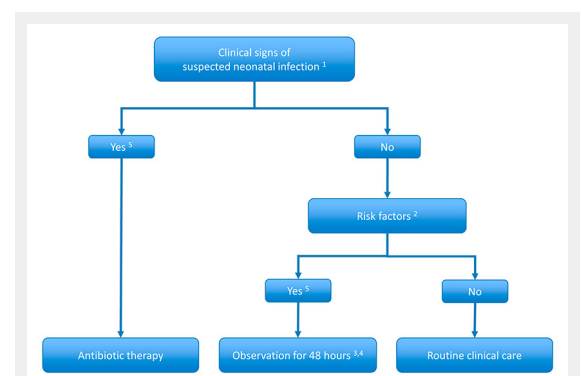 Clinical signs of
suspected neonatal infection 1
Yes 5
No
Risk factors 2
Yes 5
No
Antibiotic therapy
Observation for 48 hours 3,4
Routine clinical care